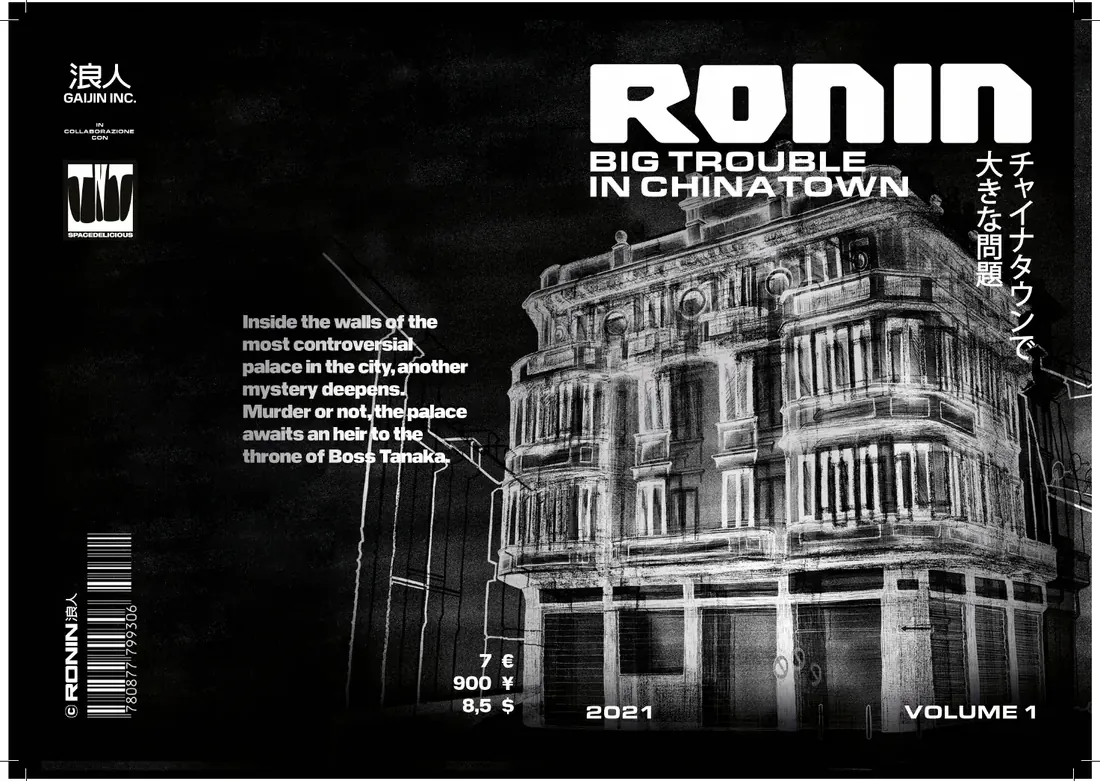 浪人
GAIJIN INC.
IN
COLLABORAZIONE
CON
SPACEDELICIOUS
Inside the walls of the
most controversial
palace in the city, another
mystery deepens.
Murder or not, the palace
awaits an heir to the
throne of Boss Tanaka.
© RONIN 浪人
780877799306
7 €
900 ¥
8,5 $
RONIN
BIG TROUBLE
IN CHINATOWN
チャイナタウンで
大きな問題
2021
VOLUME 1